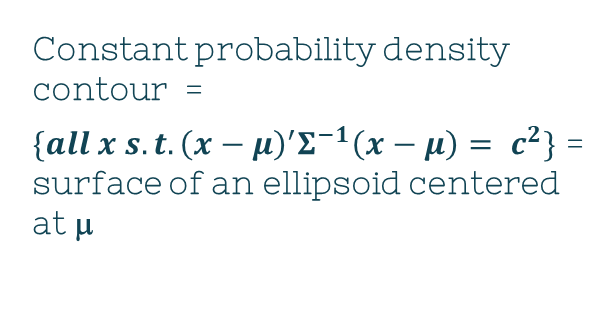 Constant probability density
contour =
{all x s.t.(x − μ)′Σ⁻¹(x − μ) = c²} =
surface of an ellipsoid centered
at μ